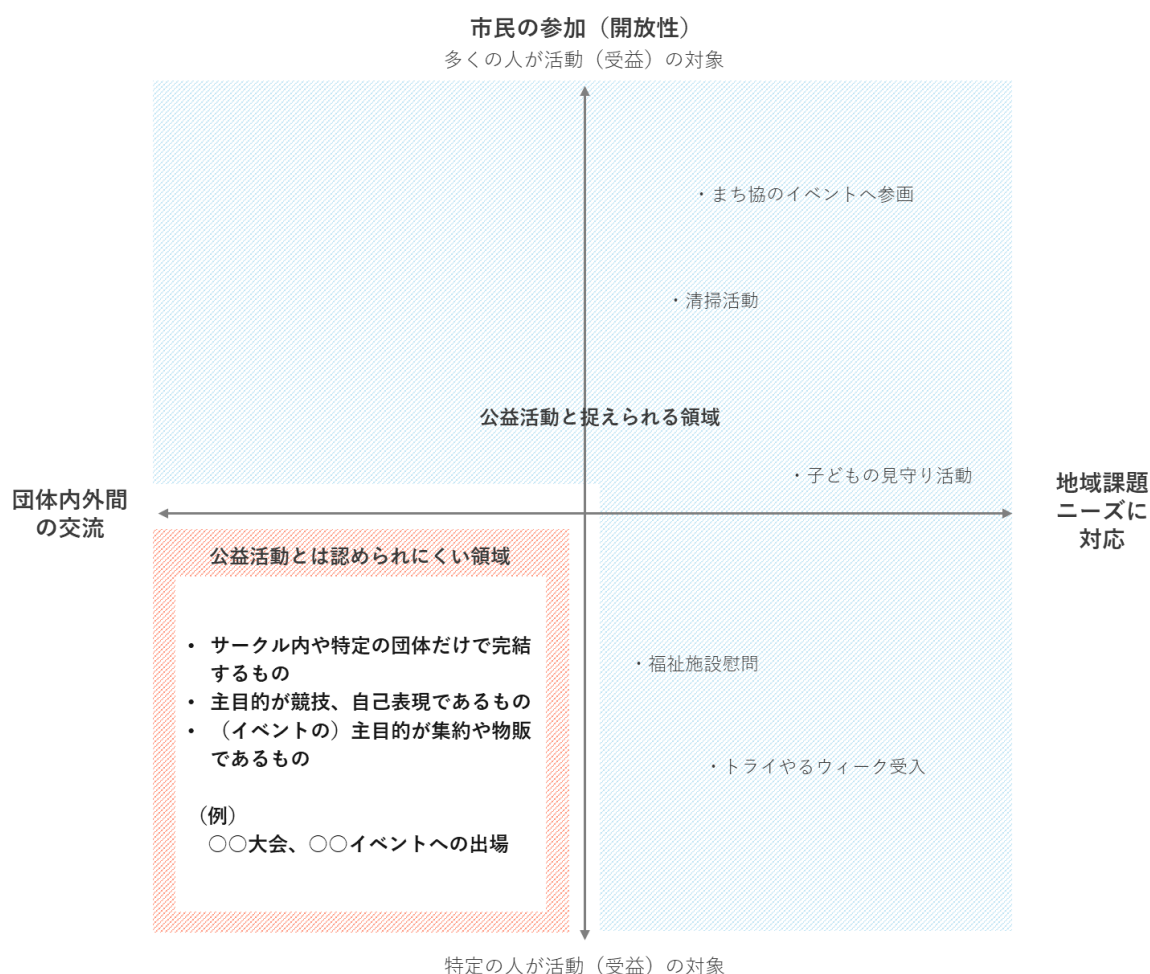 市民の参加（開放性）
多くの人が活動（受益）の対象
・まち協のイベントへ参画
・清掃活動
公益活動と捉えられる領域
・子どもの見守り活動
団体内外間
の交流
地域課題
ニーズに
対応
公益活動とは認められにくい領域
• サークル内や特定の団体だけで完結
するもの
• 主目的が競技、自己表現であるもの
• （イベントの）主目的が集約や物販
であるもの
（例）
○○大会、○○イベントへの出場
・福祉施設慰問
・トライやるウィーク受入
特定の人が活動（受益）の対象